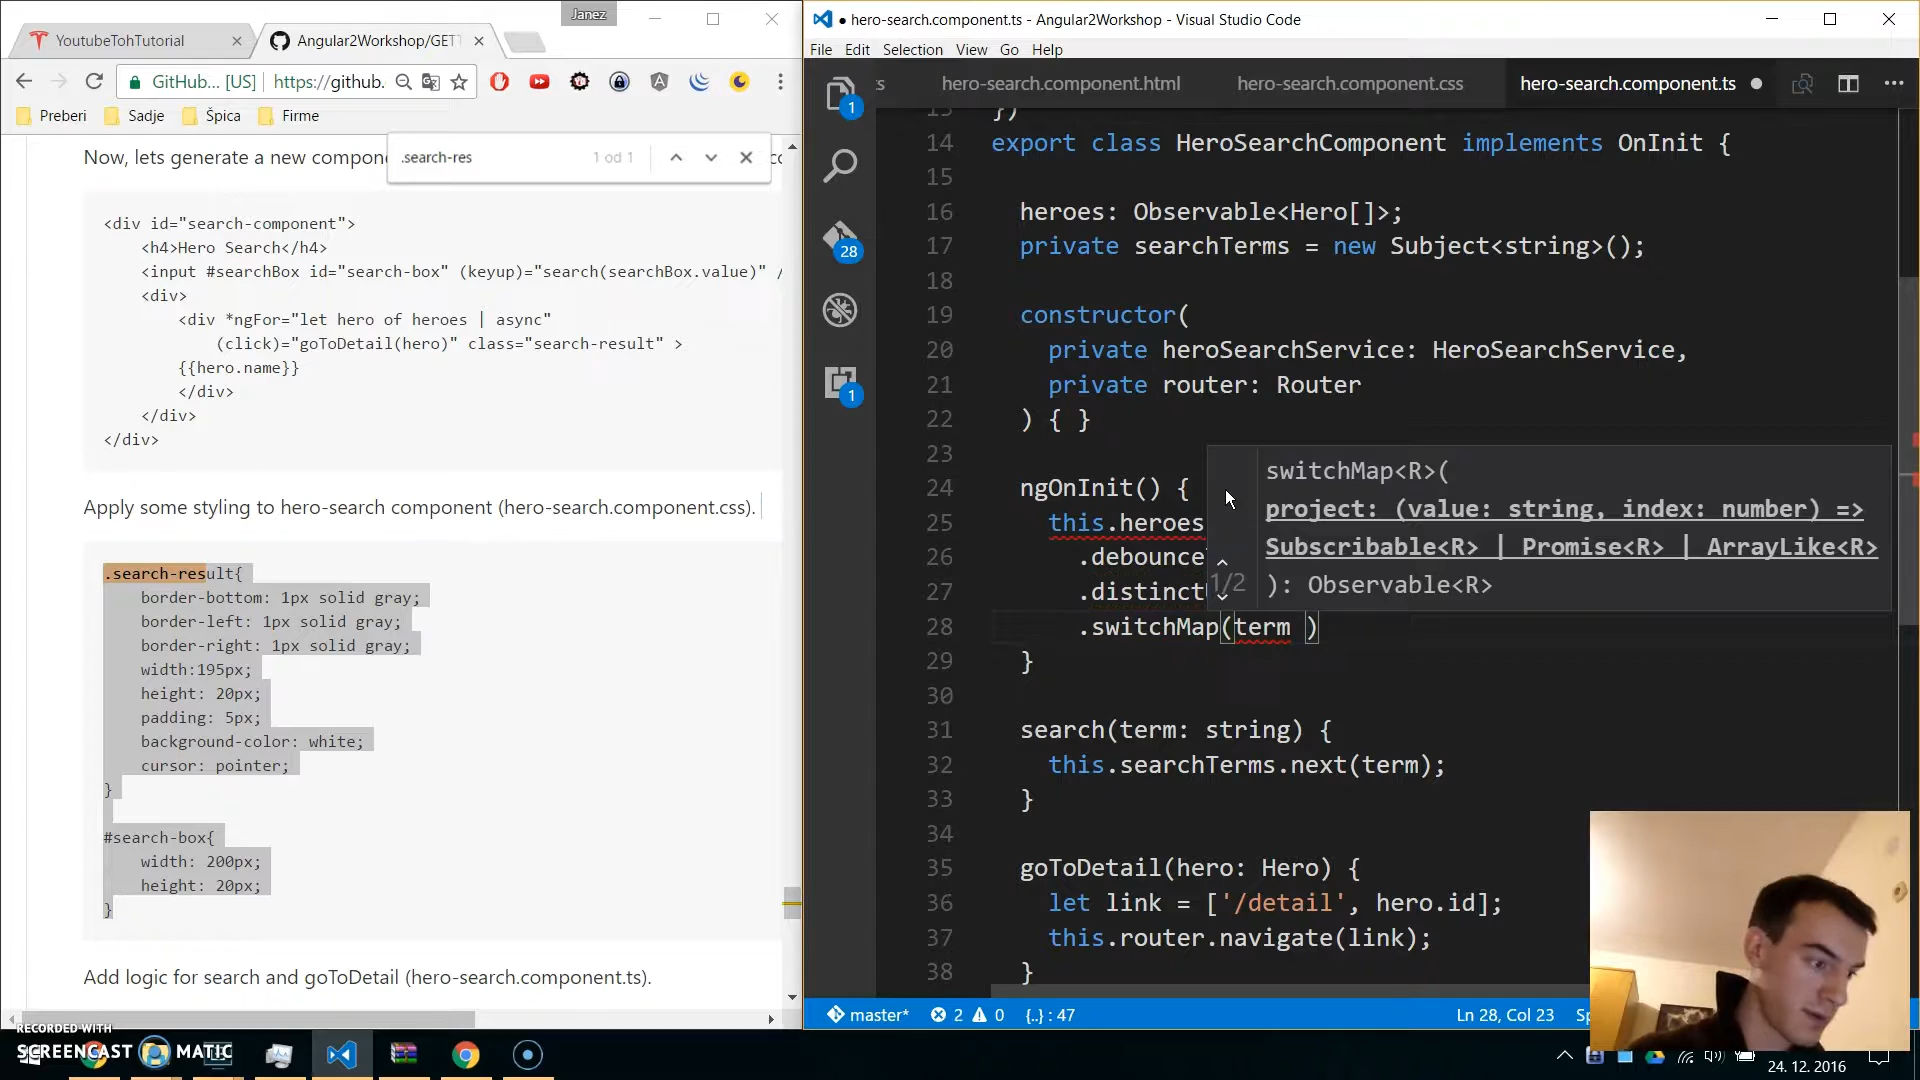 Janez
YoutubeTohTutorial
Angular2Workshop/GET
GitHub... [US]
https://github.
Preberi
Sadje
Špica
Firme
.search-res
1 od 1
Now, lets generate a new compone
<div id="search-component">
<h4>Hero Search</h4>
<input #searchBox id="search-box" (keyup)="search(searchBox.value)" /
<div>
<div *ngFor="let hero of heroes | async"
(click)="goToDetail(hero)" class="search-result" >
{{hero.name}}
</div>
</div>
</div>
Apply some styling to hero-search component (hero-search.component.css).
.search-result{
border-bottom: 1px solid gray;
border-left: 1px solid gray;
border-right: 1px solid gray;
width:195px;
height: 20px;
padding: 5px;
background-color: white;
cursor: pointer;
}
#search-box{
width: 200px;
height: 20px;
}
Add logic for search and goToDetail (hero-search.component.ts).
● hero-search.component.ts - Angular2Workshop - Visual Studio Code
File Edit Selection View Go Help
ts
hero-search.component.html
hero-search.component.css
hero-search.component.ts
1
28
1
13 })
14 export class HeroSearchComponent implements OnInit {
15
16 heroes: Observable<Hero[]>;
17 private searchTerms = new Subject<string>();
18
19 constructor(
20 private heroSearchService: HeroSearchService,
21 private router: Router
22 ) { }
23
24 ngOnInit() {
25 this.heroes
26 .debounce
27 .distinct
28 .switchMap(term )
29 }
30
31 search(term: string) {
32 this.searchTerms.next(term);
33 }
34
35 goToDetail(hero: Hero) {
36 let link = ['/detail', hero.id];
37 this.router.navigate(link);
38 }
1/2
switchMap<R>(
project: (value: string, index: number) =>
Subscribable<R> | Promise<R> | ArrayLike<R>
): Observable<R>
master*
2
0
{..} : 47
Ln 28, Col 23
RECORDED WITH
SCREENCAST MATIC
24. 12. 2016